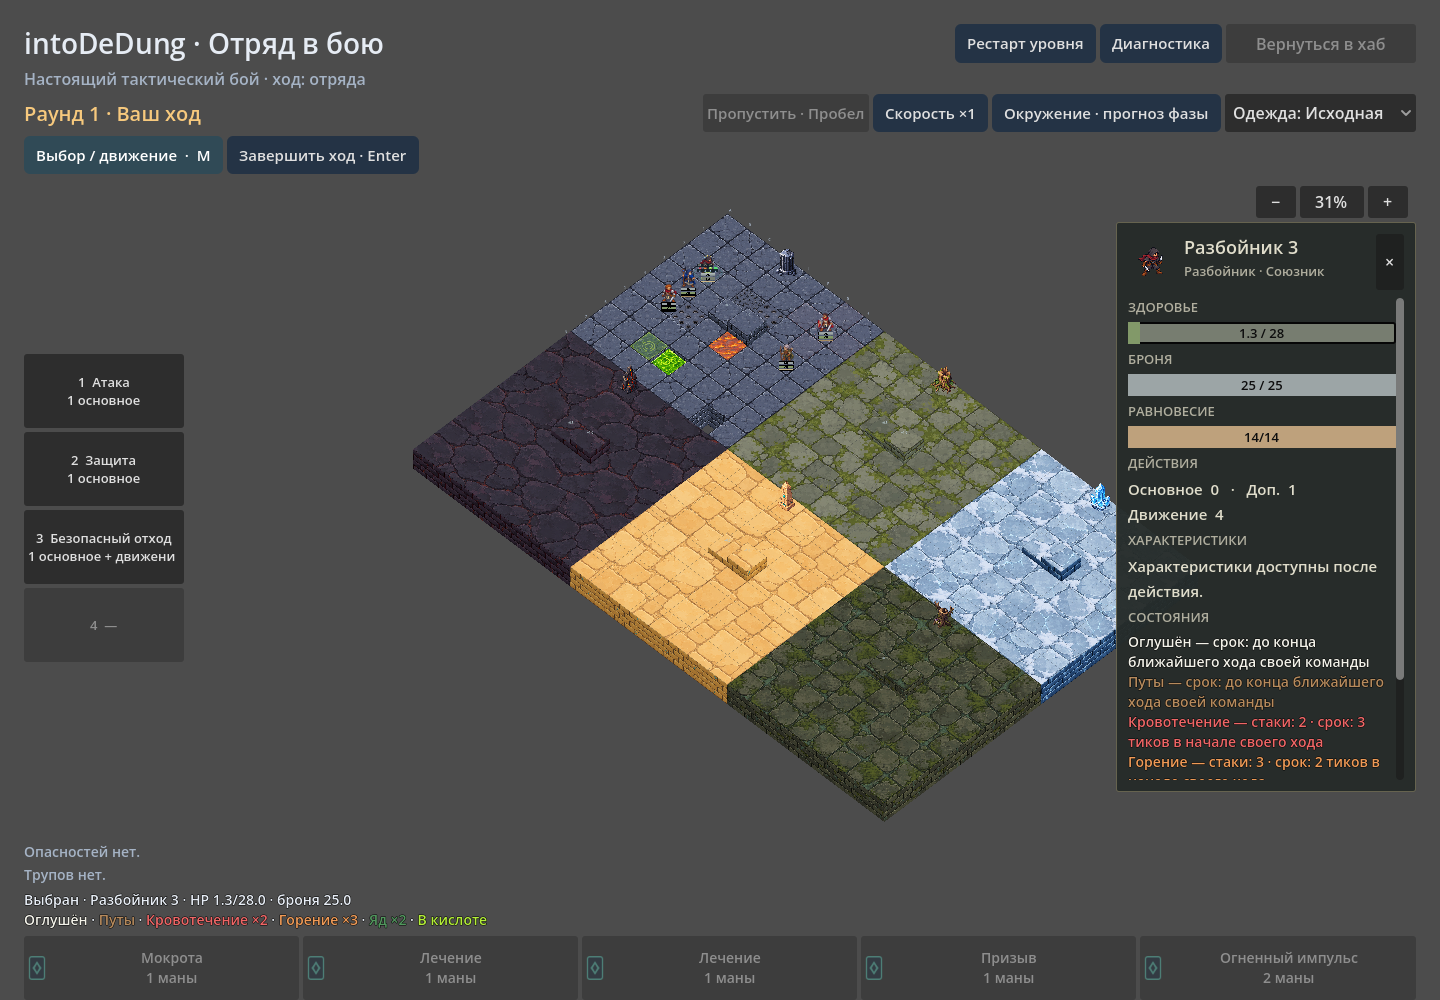 intoDeDung · Отряд в бою
Рестарт уровня
Диагностика
Вернуться в хаб
Настоящий тактический бой · ход: отряда
Раунд 1 · Ваш ход
Пропустить · Пробел
Скорость ×1
Окружение · прогноз фазы
Одежда: Исходная
Выбор / движение · M
Завершить ход · Enter
−
31%
+
Разбойник 3
Разбойник · Союзник
×
ЗДОРОВЬЕ
1.3 / 28
БРОНЯ
25 / 25
РАВНОВЕСИЕ
14/14
ДЕЙСТВИЯ
Основное 0 · Доп. 1
Движение 4
ХАРАКТЕРИСТИКИ
Характеристики доступны после
действия.
СОСТОЯНИЯ
Оглушён — срок: до конца
ближайшего хода своей команды
Путы — срок: до конца ближайшего
хода своей команды
Кровотечение — стаки: 2 · срок: 3
тиков в начале своего хода
Горение — стаки: 3 · срок: 2 тиков в
1 Атака
1 основное
2 Защита
1 основное
3 Безопасный отход
1 основное + движени
4 —
Опасностей нет.
Трупов нет.
Выбран · Разбойник 3 · HP 1.3/28.0 · броня 25.0
Оглушён · Путы · Кровотечение ×2 · Горение ×3 · Яд ×2 · В кислоте
Мокрота
1 маны
Лечение
1 маны
Лечение
1 маны
Призыв
1 маны
Огненный импульс
2 маны